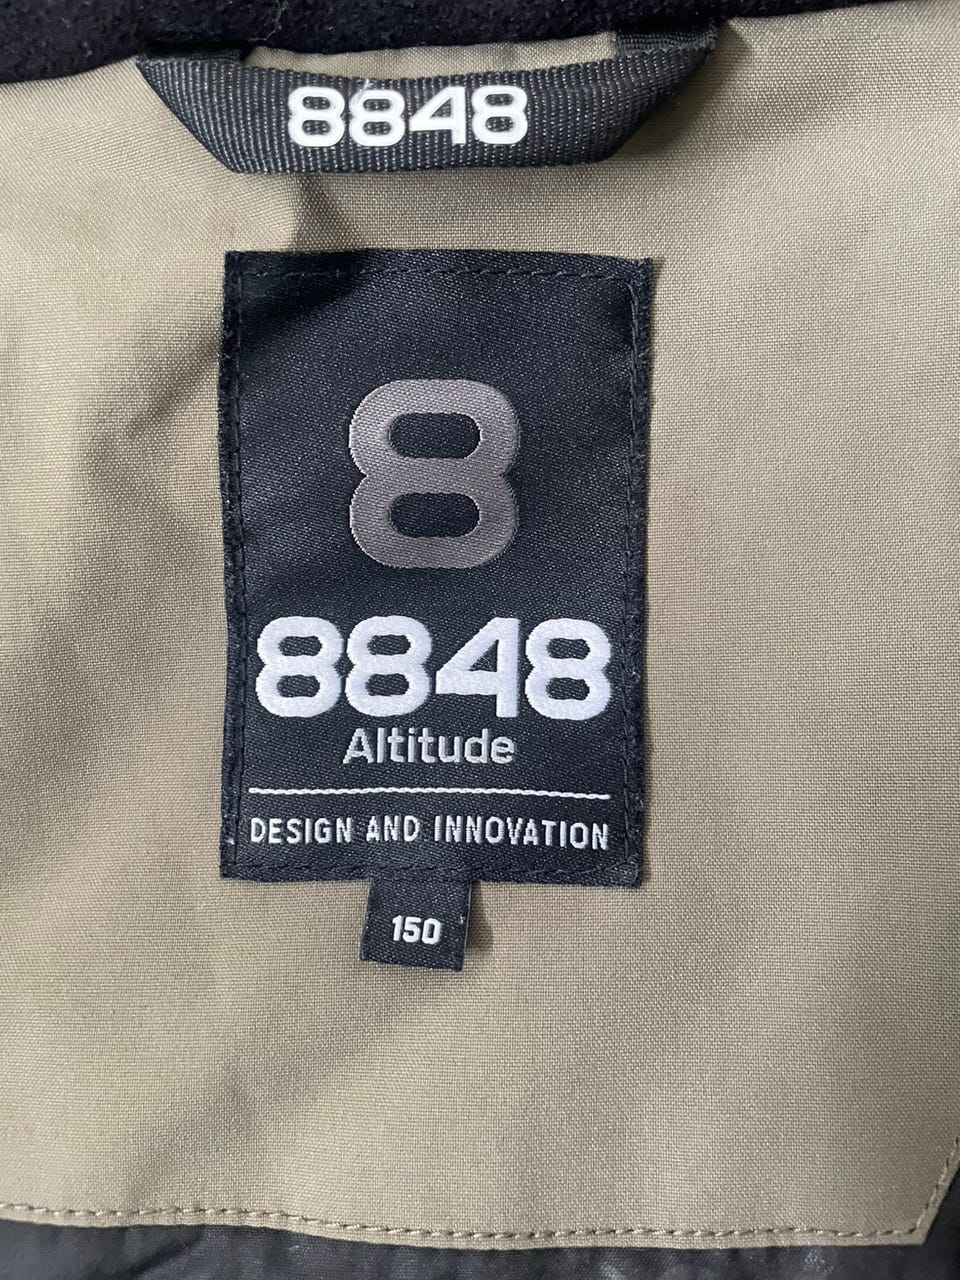 8848
8
8848
Altitude
DESIGN AND INNOVATION
150